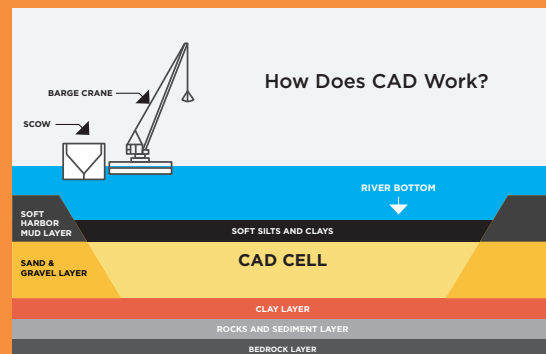 How Does CAD Work?
BARGE CRANE
SCOW
RIVER BOTTOM
SOFT
HARBOR
MUD LAYER
SOFT SILTS AND CLAYS
SAND &
GRAVEL LAYER
CAD CELL
CLAY LAYER
ROCKS AND SEDIMENT LAYER
BEDROCK LAYER